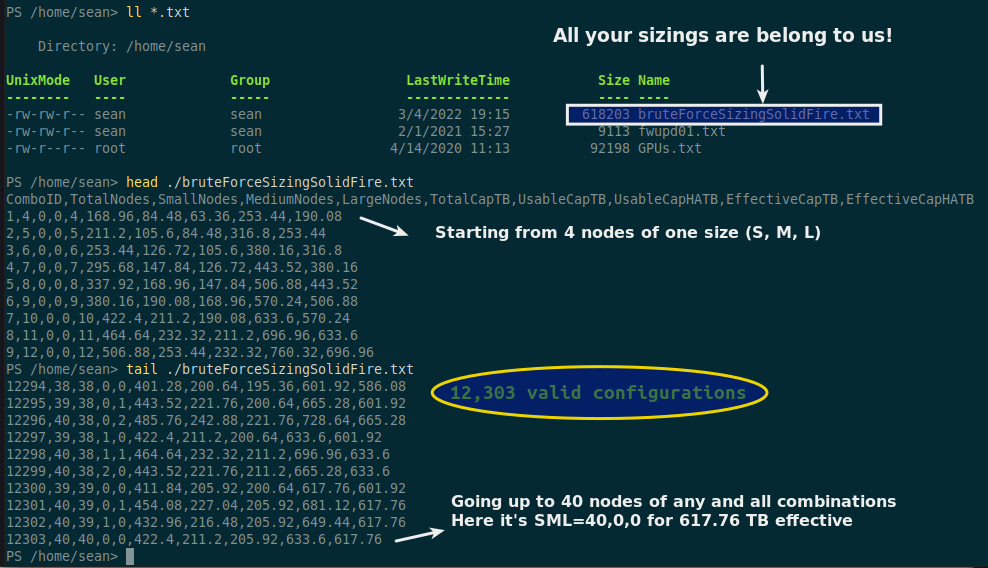 PS /home/sean> ll *.txt
All your sizings are belong to us!
Directory: /home/sean
UnixMode User Group LastWriteTime Size Name
-------- ---- ----- ------------- ---- ----
-rw-rw-r-- sean sean 3/4/2022 19:15 618203 bruteForceSizingSolidFire.txt
-rw-rw-r-- sean sean 2/1/2021 15:27 9113 fwupd01.txt
-rw-r--r-- root root 4/14/2020 11:13 92198 GPUs.txt
PS /home/sean> head ./bruteForceSizingSolidFire.txt
ComboID,TotalNodes,SmallNodes,MediumNodes,LargeNodes,TotalCapTB,UsableCapTB,UsableCapHATB,EffectiveCapTB,EffectiveCapHATB
1,4,0,0,4,168.96,84.48,63.36,253.44,190.08
2,5,0,0,5,211.2,105.6,84.48,316.8,253.44
Starting from 4 nodes of one size (S, M, L)
3,6,0,0,6,253.44,126.72,105.6,380.16,316.8
4,7,0,0,7,295.68,147.84,126.72,443.52,380.16
5,8,0,0,8,337.92,168.96,147.84,506.88,443.52
6,9,0,0,9,380.16,190.08,168.96,570.24,506.88
7,10,0,0,10,422.4,211.2,190.08,633.6,570.24
8,11,0,0,11,464.64,232.32,211.2,696.96,633.6
9,12,0,0,12,506.88,253.44,232.32,760.32,696.96
PS /home/sean> tail ./bruteForceSizingSolidFire.txt
12294,38,38,0,0,401.28,200.64,195.36,601.92,586.08
12,303 valid configurations
12295,39,38,0,1,443.52,221.76,200.64,665.28,601.92
12296,40,38,0,2,485.76,242.88,221.76,728.64,665.28
12297,39,38,1,0,422.4,211.2,200.64,633.6,601.92
12298,40,38,1,1,464.64,232.32,211.2,696.96,633.6
12299,40,38,2,0,443.52,221.76,211.2,665.28,633.6
12300,39,39,0,0,411.84,205.92,200.64,617.76,601.92
12301,40,39,0,1,454.08,227.04,205.92,681.12,617.76
Going up to 40 nodes of any and all combinations
12302,40,39,1,0,432.96,216.48,205.92,649.44,617.76
Here it's SML=40,0,0 for 617.76 TB effective
12303,40,40,0,0,422.4,211.2,205.92,633.6,617.76
PS /home/sean>